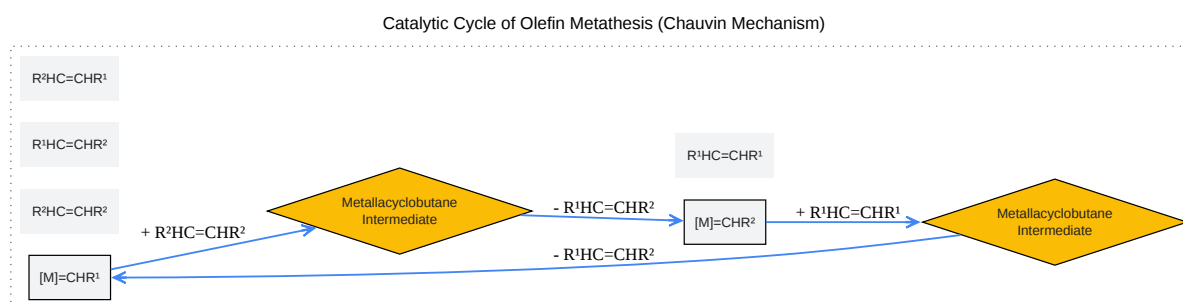 Catalytic Cycle of Olefin Metathesis (Chauvin Mechanism)
R²HC=CHR¹
R¹HC=CHR²
R²HC=CHR²
[M]=CHR¹
+ R²HC=CHR²
Metallacyclobutane
Intermediate
- R¹HC=CHR²
R¹HC=CHR¹
[M]=CHR²
+ R¹HC=CHR¹
Metallacyclobutane
Intermediate
- R¹HC=CHR²